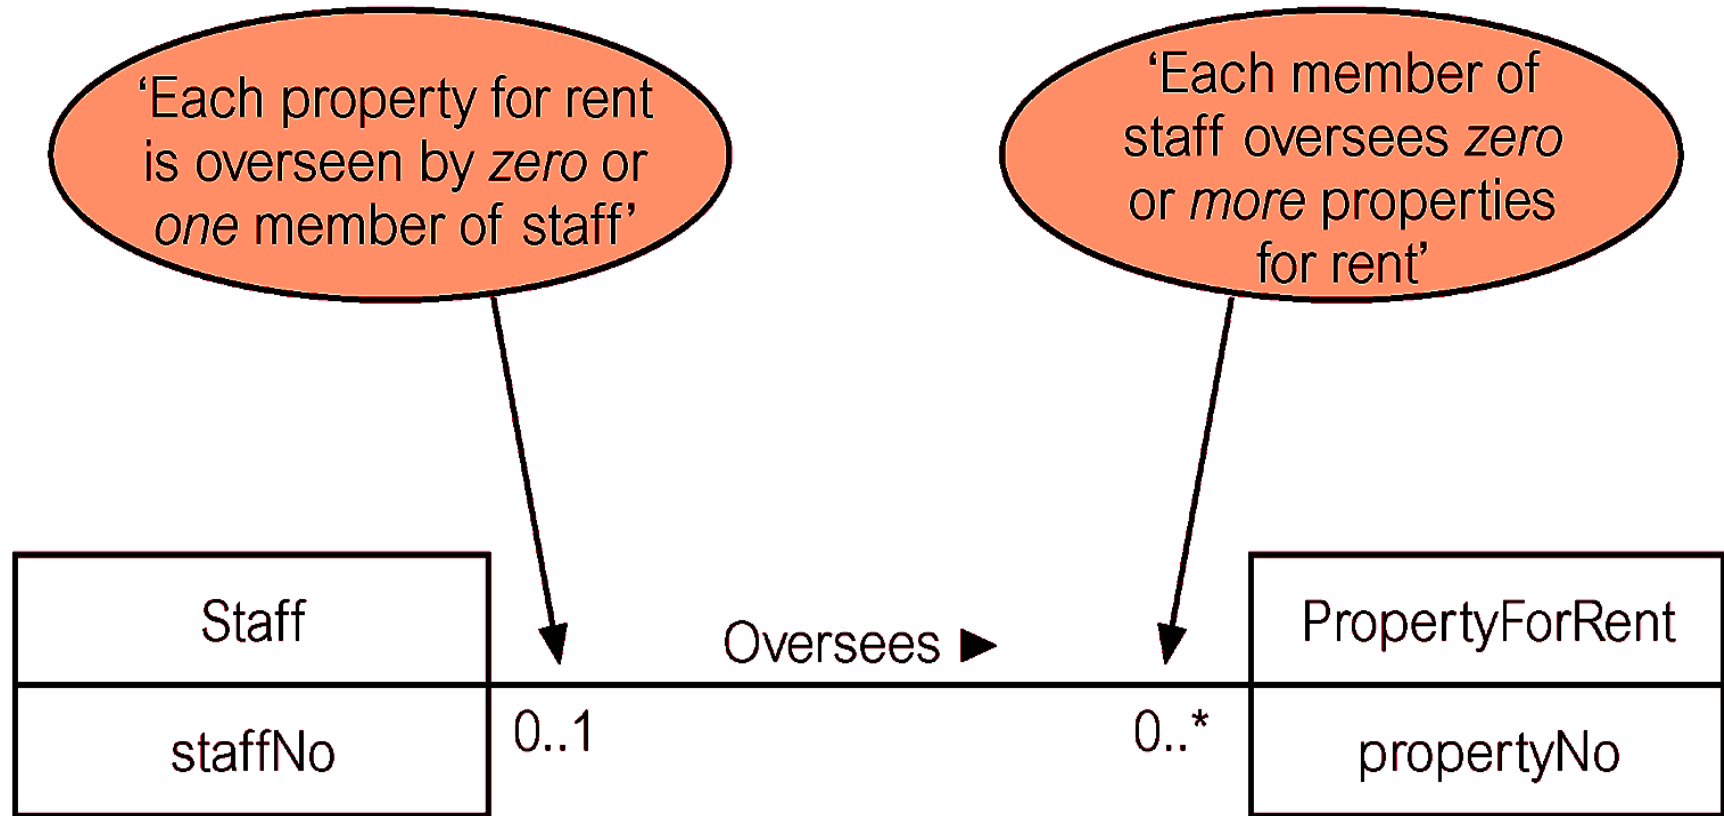 ‘Each property for rent
is overseen by zero or
one member of staff’
‘Each member of
staff oversees zero
or more properties
for rent’
Staff
staffNo
Oversees ►
0..1
0..*
PropertyForRent
propertyNo